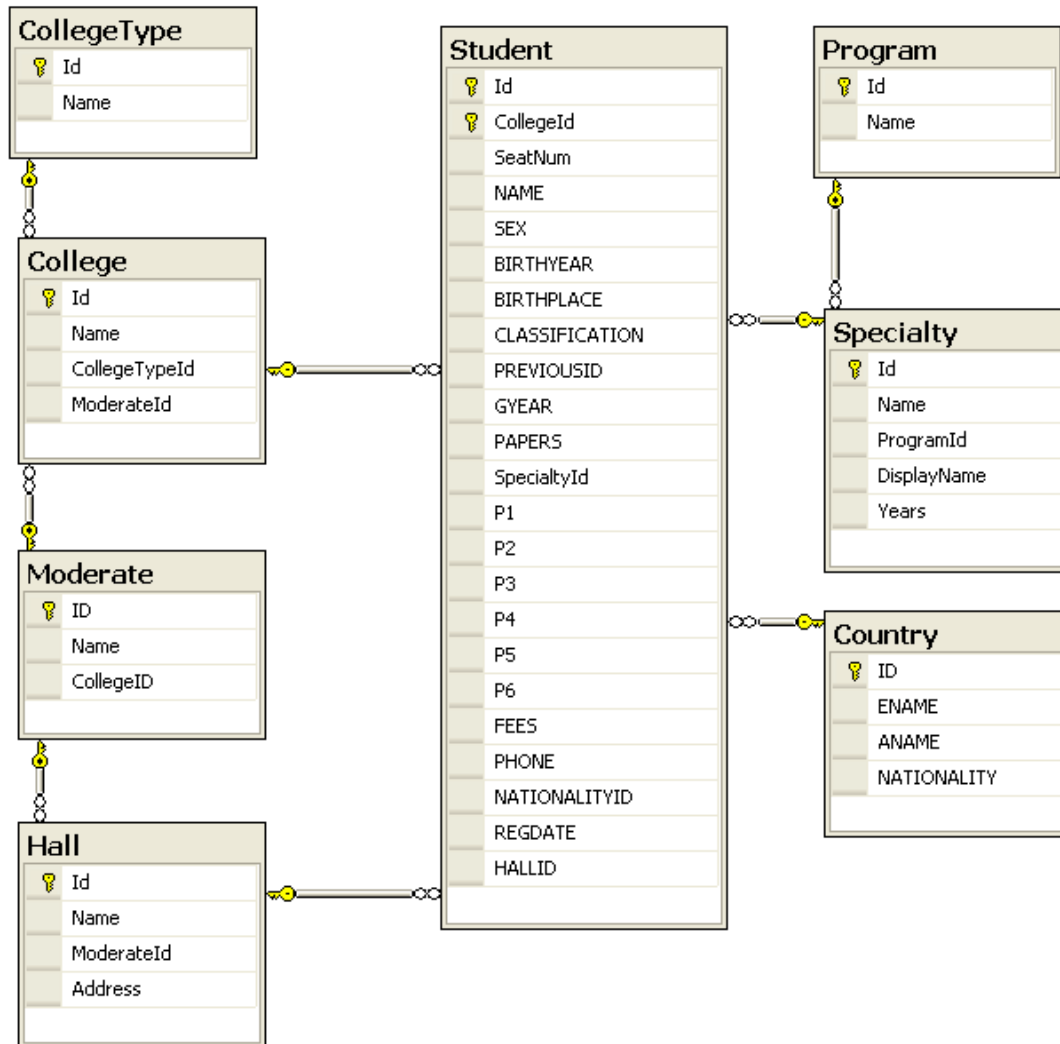 CollegeType
Id
Name
College
Id
Name
CollegeTypeId
ModerateId
Moderate
ID
Name
CollegeID
Hall
Id
Name
ModerateId
Address
Student
Id
CollegeId
SeatNum
NAME
SEX
BIRTHYEAR
BIRTHPLACE
CLASSIFICATION
PREVIOUSID
GYEAR
PAPERS
SpecialtyId
P1
P2
P3
P4
P5
P6
FEES
PHONE
NATIONALITYID
REGDATE
HALLID
Program
Id
Name
Specialty
Id
Name
ProgramId
DisplayName
Years
Country
ID
ENAME
ANAME
NATIONALITY